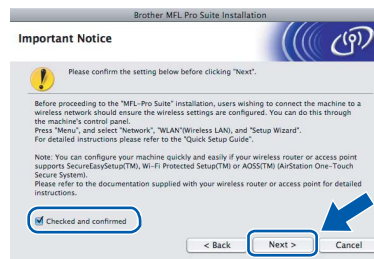 Brother MFL Pro Suite Installation
Important Notice
Please confirm the setting below before clicking "Next".
Before proceeding to the "MFL-Pro Suite" installation, users wishing to connect the machine to a
wireless network should ensure the wireless settings are configured. You can do this through
the machine's control panel.
Press "Menu", and select "Network", "WLAN"(Wireless LAN), and "Setup Wizard".
For detailed instructions please refer to the "Quick Setup Guide".
Note: You can configure your machine quickly and easily if your wireless router or access point
supports SecureEasySetup(TM), Wi-Fi Protected Setup(TM) or AOSS(TM) (AirStation One-Touch
Secure System).
Please refer to the documentation supplied with your wireless router or access point for detailed
instructions.
Checked and confirmed
< Back
Next >
Cancel